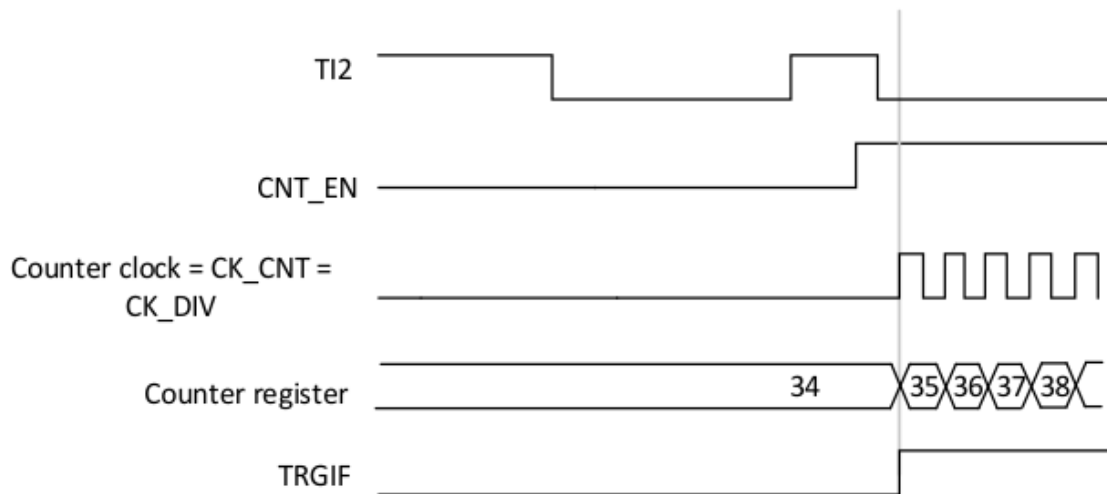 TI2
CNT_EN
Counter clock = CK_CNT =
CK_DIV
34 35 36 37 38
Counter register
TRGIF